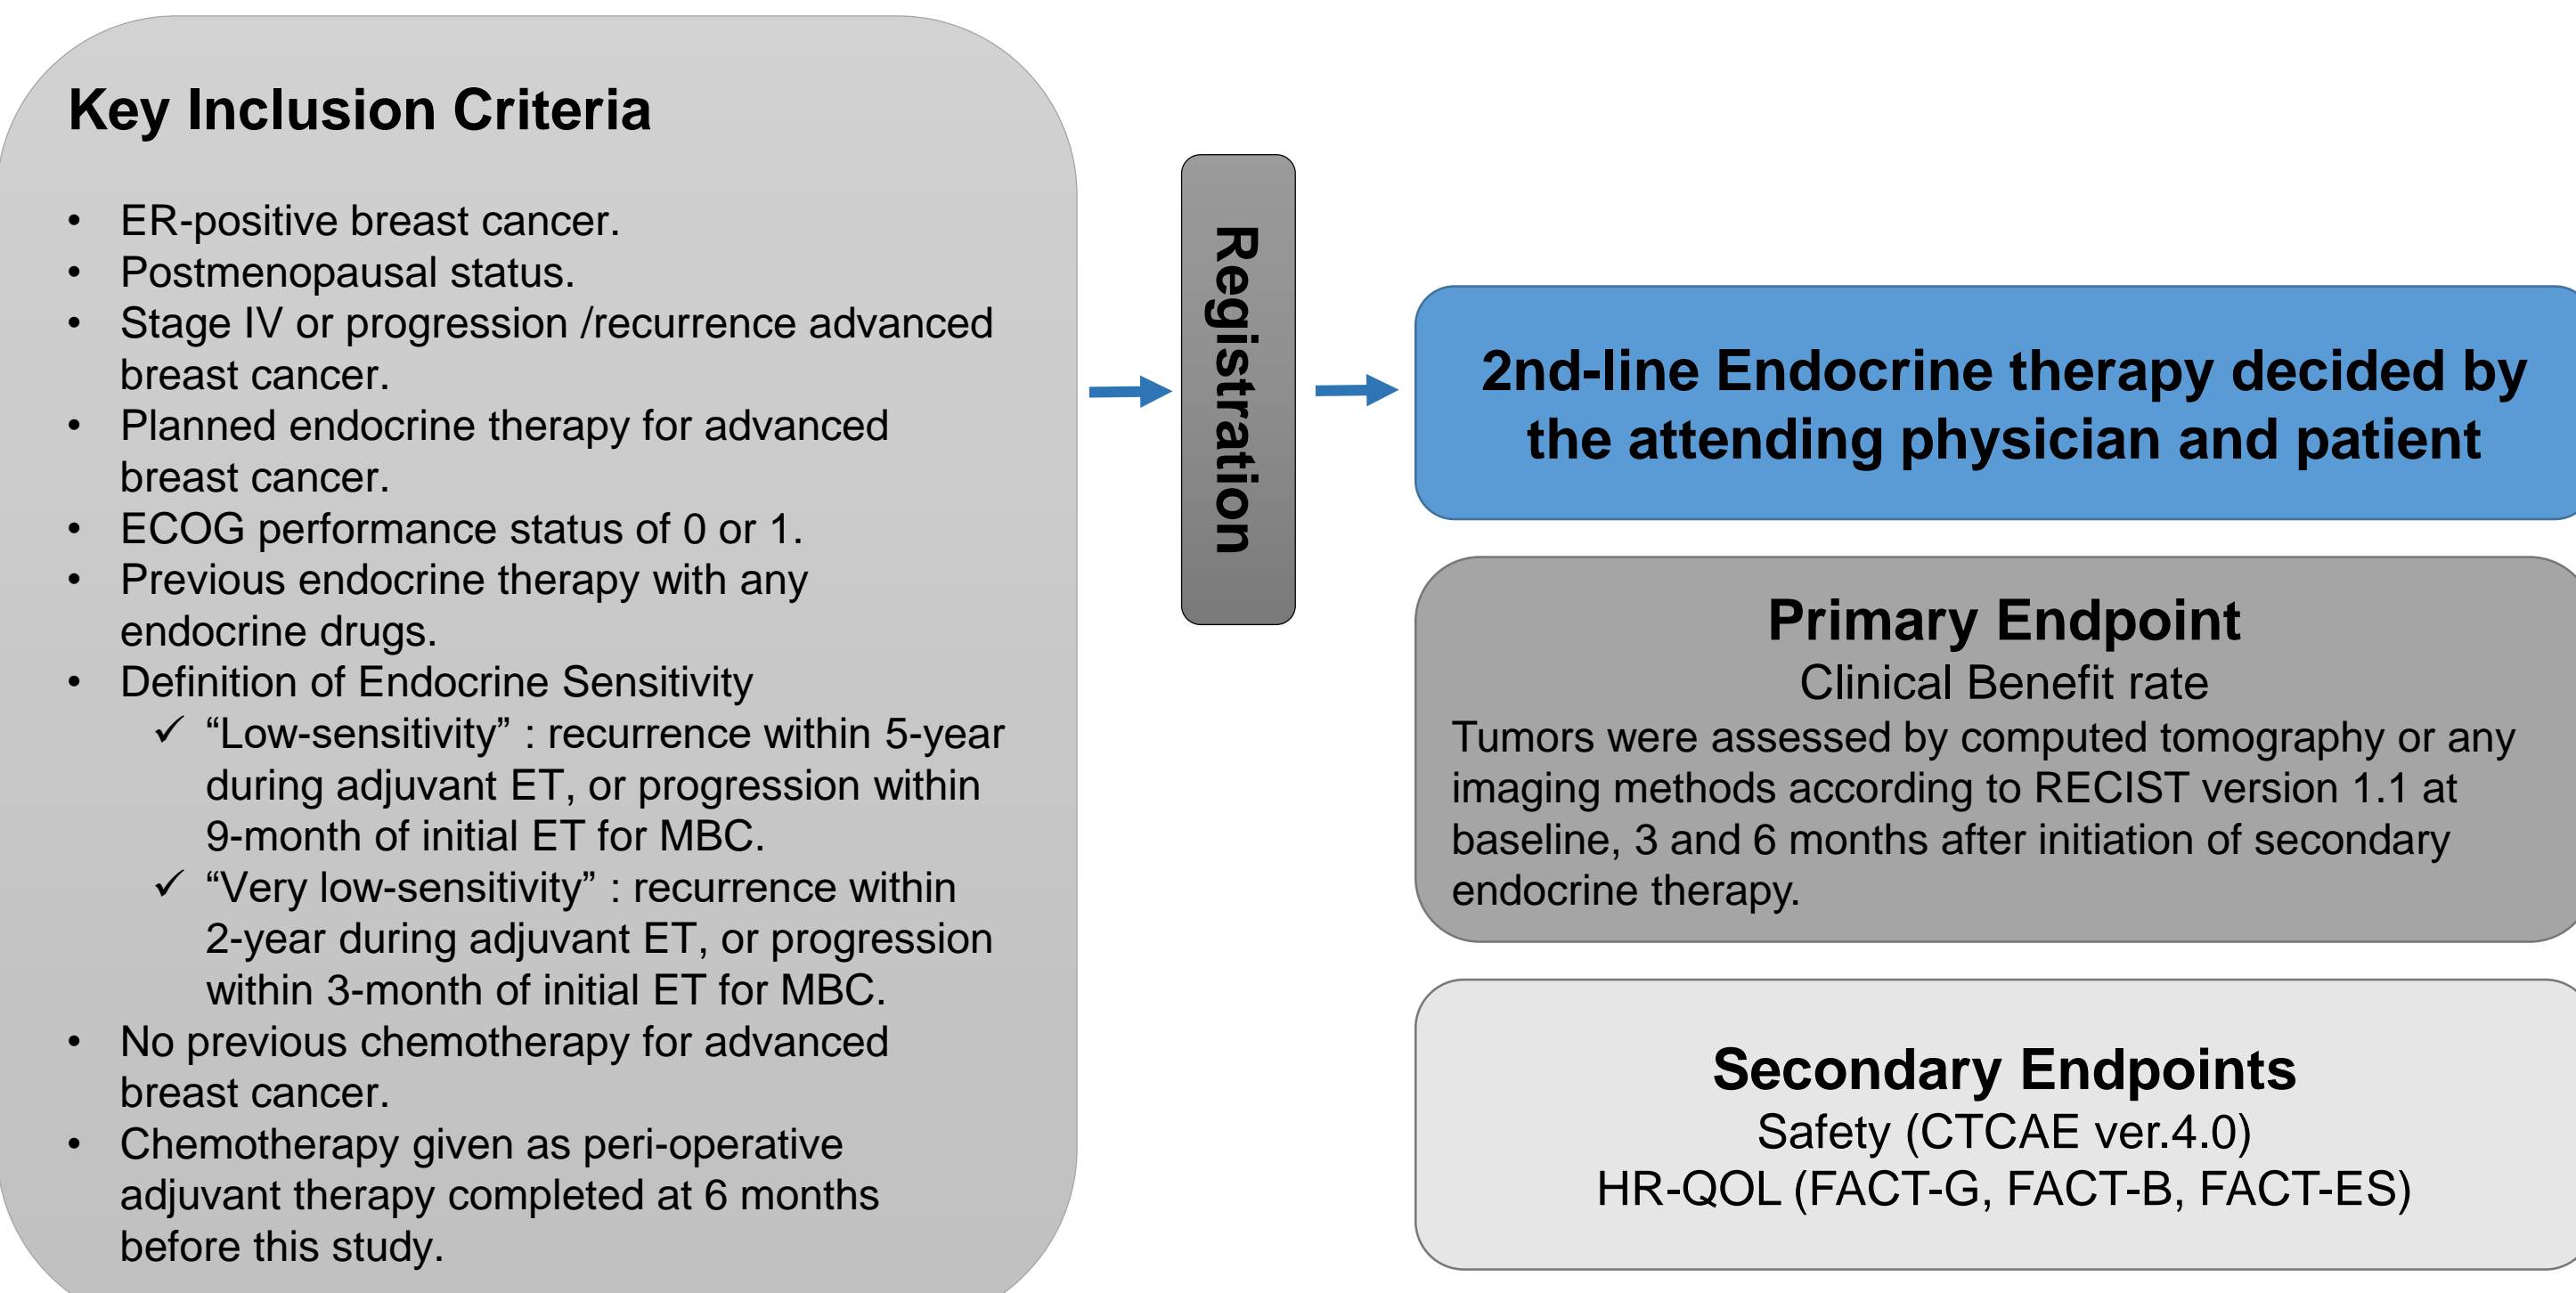 Key Inclusion Criteria
• ER-positive breast cancer.
• Postmenopausal status.
• Stage IV or progression /recurrence advanced
breast cancer.
• Planned endocrine therapy for advanced
breast cancer.
• ECOG performance status of 0 or 1.
• Previous endocrine therapy with any
endocrine drugs.
• Definition of Endocrine Sensitivity
✓ “Low-sensitivity” : recurrence within 5-year
during adjuvant ET, or progression within
9-month of initial ET for MBC.
✓ “Very low-sensitivity” : recurrence within
2-year during adjuvant ET, or progression
within 3-month of initial ET for MBC.
• No previous chemotherapy for advanced
breast cancer.
• Chemotherapy given as peri-operative
adjuvant therapy completed at 6 months
before this study.
Registration
2nd-line Endocrine therapy decided by
the attending physician and patient
Primary Endpoint
Clinical Benefit rate
Tumors were assessed by computed tomography or any
imaging methods according to RECIST version 1.1 at
baseline, 3 and 6 months after initiation of secondary
endocrine therapy.
Secondary Endpoints
Safety (CTCAE ver.4.0)
HR-QOL (FACT-G, FACT-B, FACT-ES)